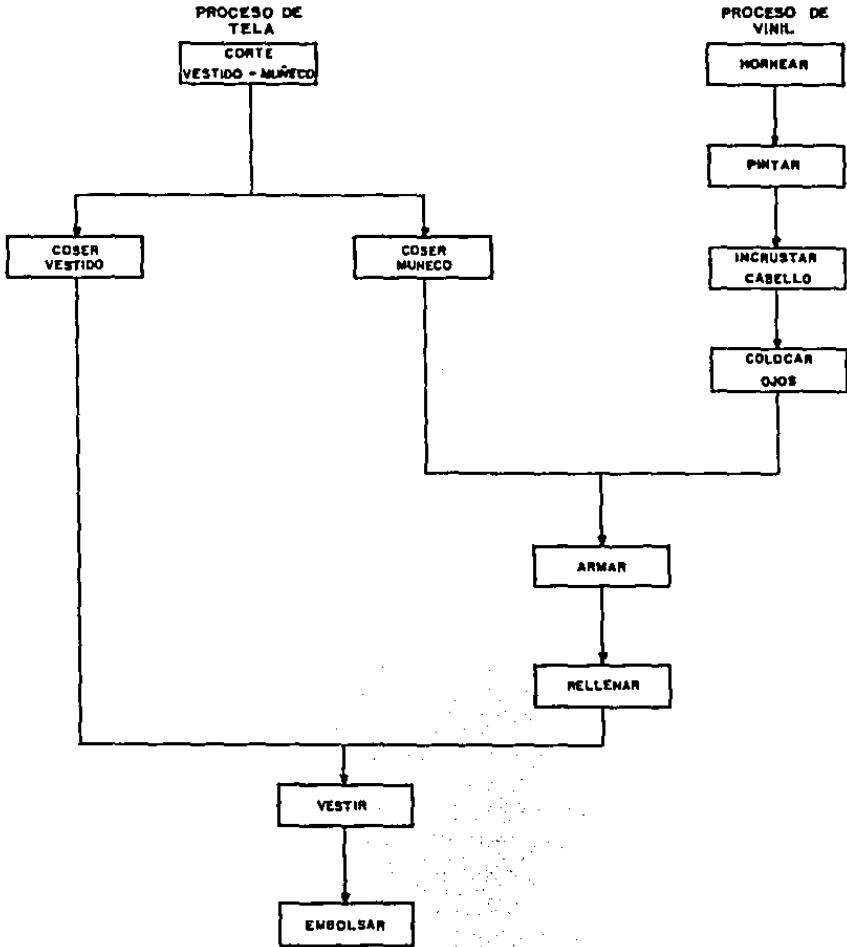 PROCESO DE
TELA
CORTE
VESTIDO - MUÑECO
PROCESO DE
VINIL
HORNEAR
PINTAR
COSER
VESTIDO
COSER
MUNECO
INCRUSTAR
CABELLO
COLOCAR
OJOS
ARMAR
RELLENAR
VESTIR
EMBOLSAR